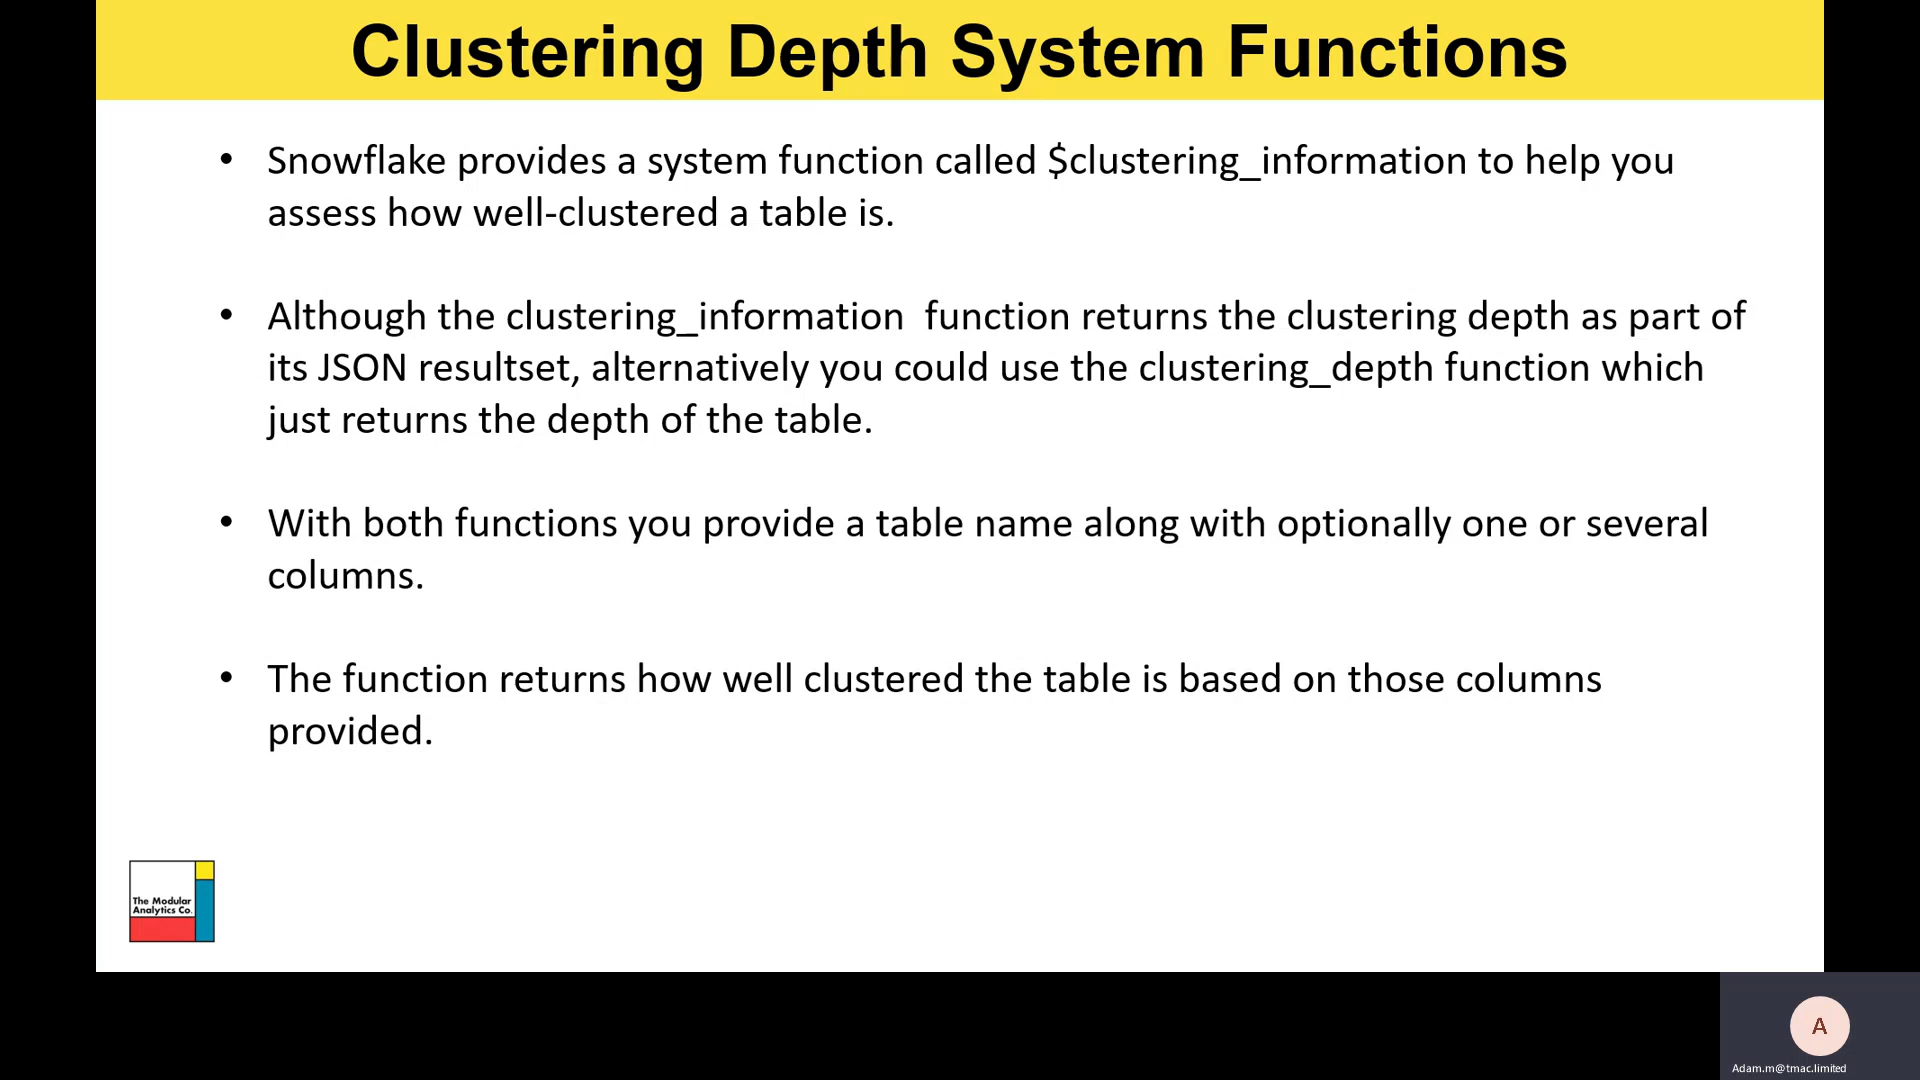 Clustering Depth System Functions
• Snowflake provides a system function called $clustering_information to help you
assess how well-clustered a table is.
• Although the clustering_information  function returns the clustering depth as part of
its JSON resultset, alternatively you could use the clustering_depth function which
just returns the depth of the table.
• With both functions you provide a table name along with optionally one or several
columns.
• The function returns how well clustered the table is based on those columns
provided.
The Modular
Analytics Co.
A
Adam.m@tmac.limited